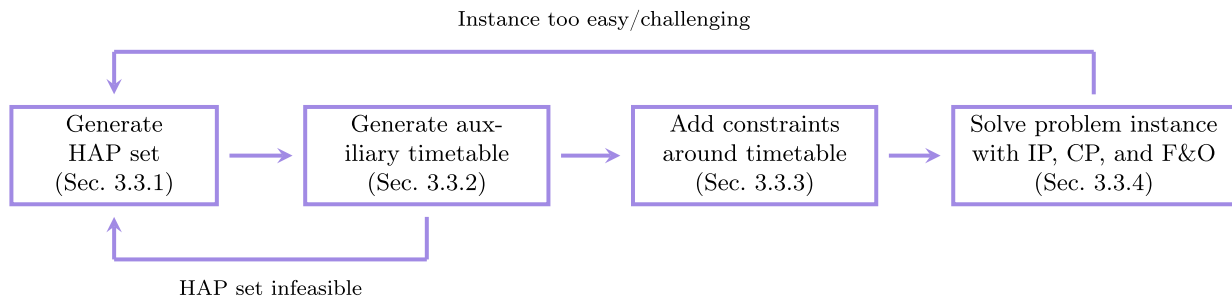 Instance too easy/challenging
Generate
HAP set
(Sec. 3.3.1)
Generate aux-
iliary timetable
(Sec. 3.3.2)
Add constraints
around timetable
(Sec. 3.3.3)
Solve problem instance
with IP, CP, and F&O
(Sec. 3.3.4)
HAP set infeasible